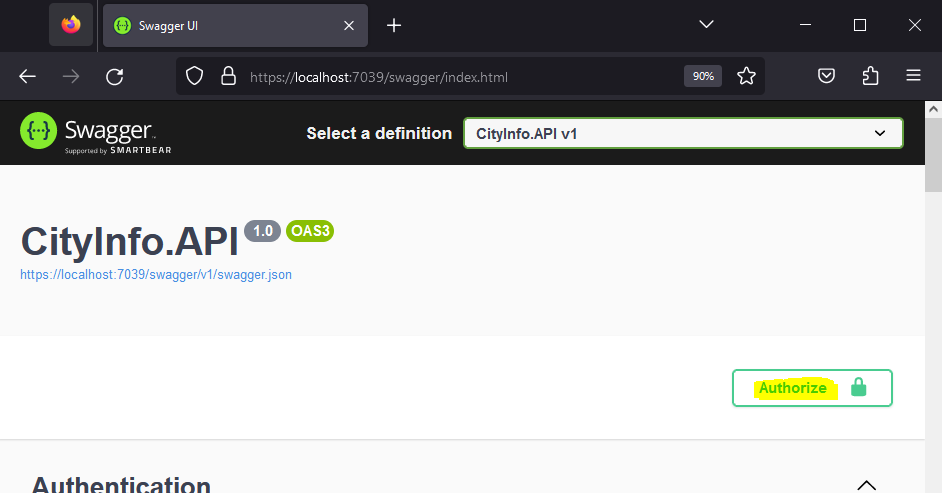 Swagger UI
https://localhost:7039/swagger/index.html
90%
Swagger
Supported by SMARTBEAR
Select a definition
CityInfo.API v1
CityInfo.API 1.0 OAS3
https://localhost:7039/swagger/v1/swagger.json
Authorize
Authentication